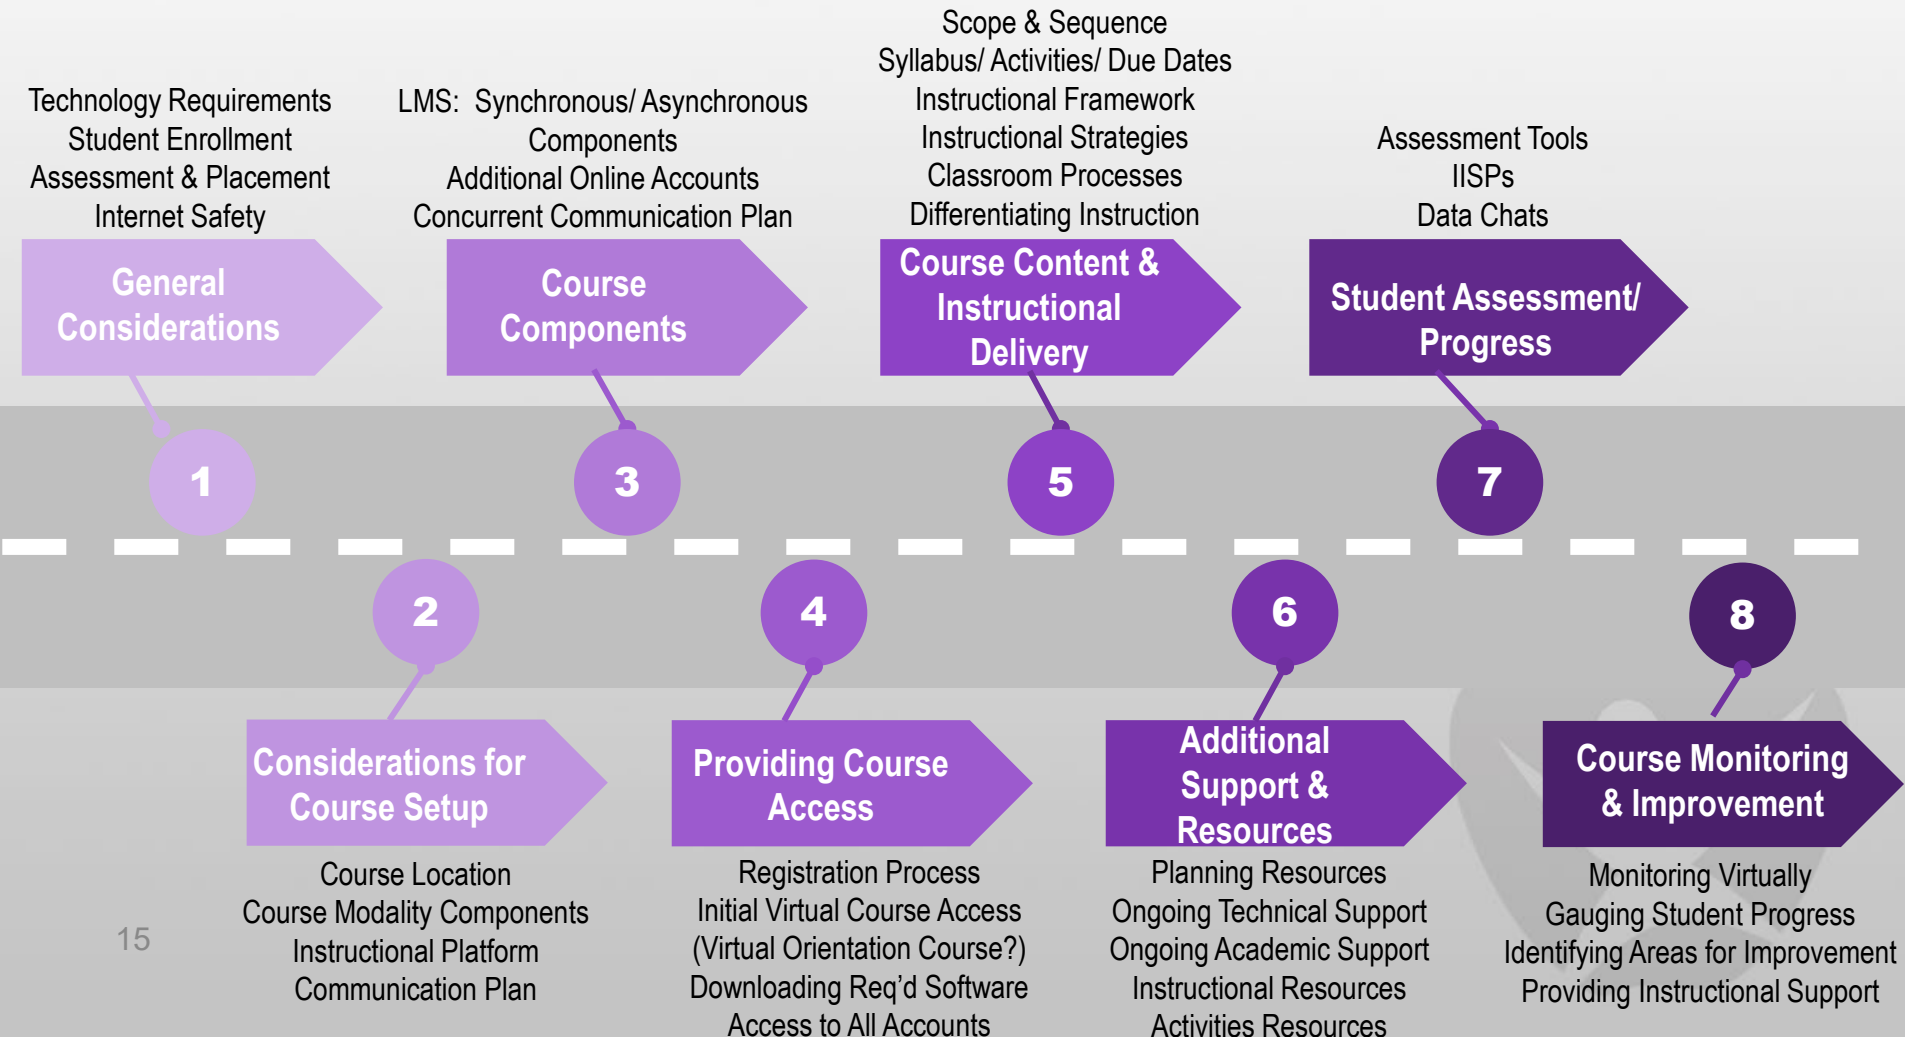 Technology Requirements
Student Enrollment
Assessment & Placement
Internet Safety
General
Considerations
1
Considerations for
Course Setup
2
Course Location
Course Modality Components
Instructional Platform
Communication Plan
LMS:  Synchronous/ Asynchronous
Components
Additional Online Accounts
Concurrent Communication Plan
Course
Components
3
4
Providing Course
Access
Registration Process
Initial Virtual Course Access
(Virtual Orientation Course?)
Downloading Req’d Software
Access to All Accounts
Scope & Sequence
Syllabus/ Activities/ Due Dates
Instructional Framework
Instructional Strategies
Classroom Processes
Differentiating Instruction
Course Content &
Instructional
Delivery
5
6
Additional
Support &
Resources
Planning Resources
Ongoing Technical Support
Ongoing Academic Support
Instructional Resources
Activities Resources
Assessment Tools
IISPs
Data Chats
Student Assessment/
Progress
7
8
Course Monitoring
& Improvement
Monitoring Virtually
Gauging Student Progress
Identifying Areas for Improvement
Providing Instructional Support
15